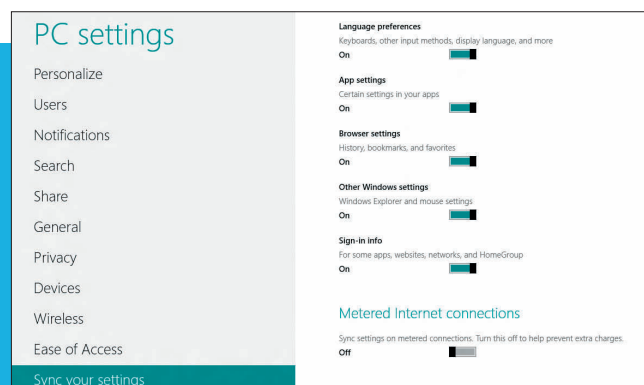 PC settings
Personalize
Users
Notifications
Search
Share
General
Privacy
Devices
Wireless
Ease of Access
Sync your settings
Language preferences
Keyboards, other input methods, display language, and more
On
App settings
Certain settings in your apps
On
Browser settings
History, bookmarks, and favorites
On
Other Windows settings
Windows Explorer and mouse settings
On
Sign-in info
For some apps, websites, networks, and HomeGroup
On
Metered Internet connections
Sync settings on metered connections. Turn this off to help prevent extra charges.
Off